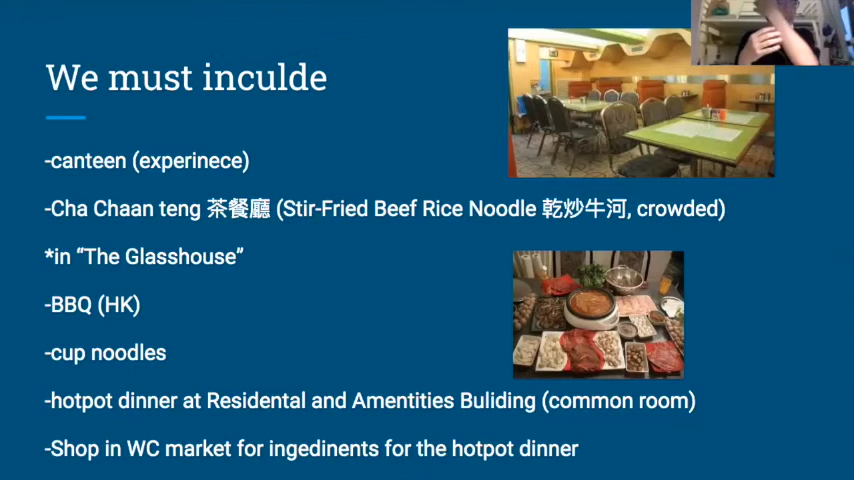 We must inculde
-canteen (experinece)
-Cha Chaan teng 茶餐廳 (Stir-Fried Beef Rice Noodle 乾炒牛河, crowded)
*in “The Glasshouse”
-BBQ (HK)
-cup noodles
-hotpot dinner at Residental and Amentities Buliding (common room)
-Shop in WC market for ingedinents for the hotpot dinner